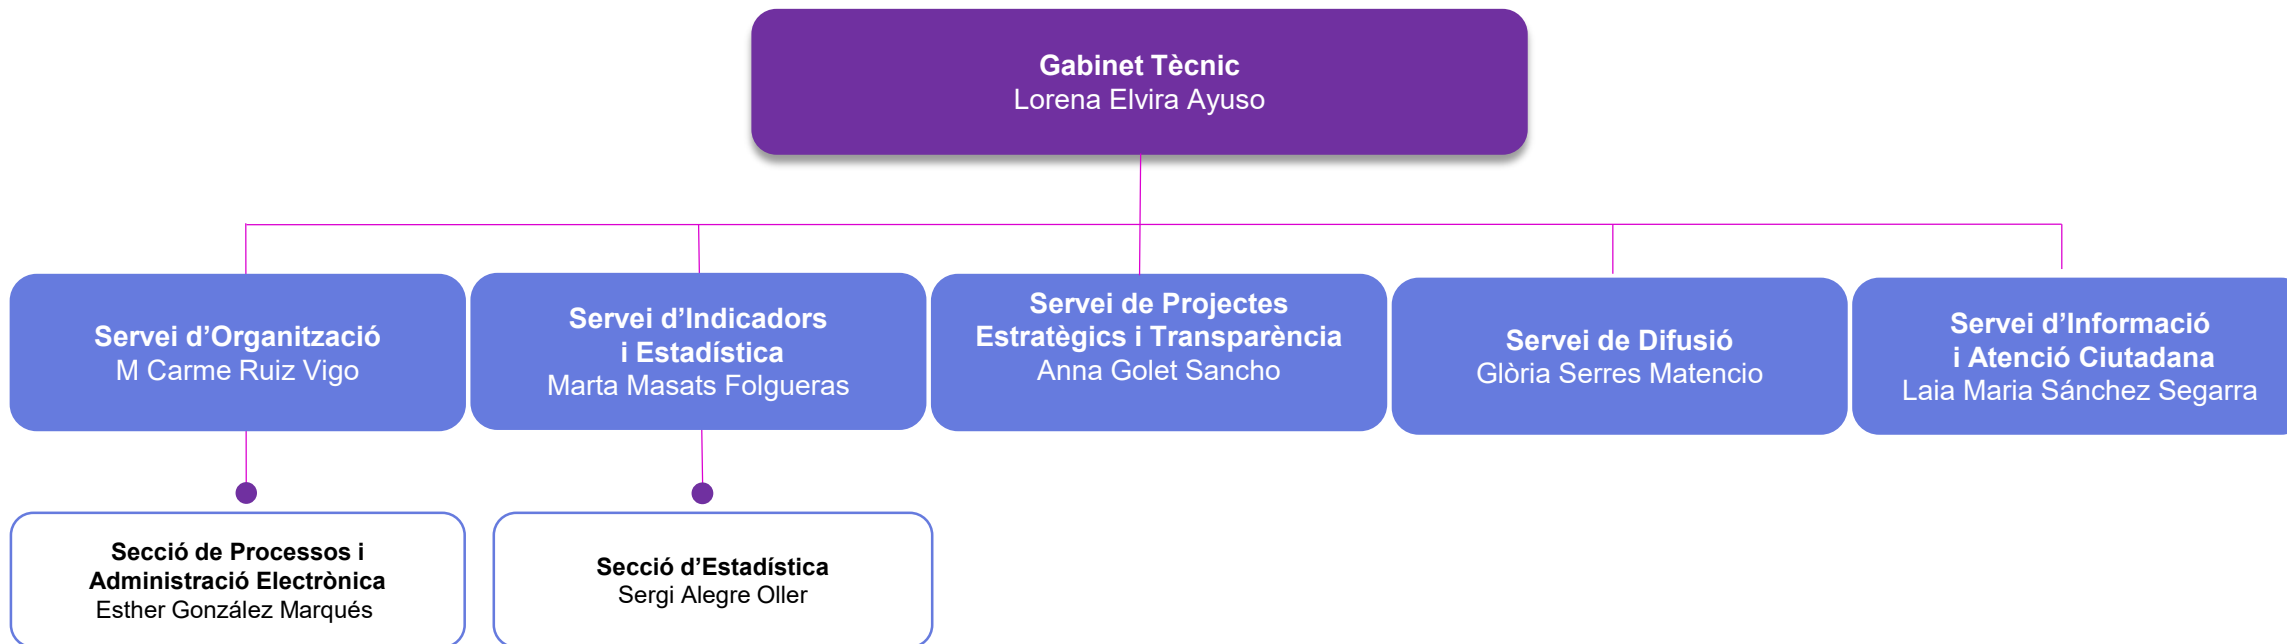 Gabinet Tècnic
Lorena Elvira Ayuso
Servei d’Organització
M Carme Ruiz Vigo
Servei d’Indicadors
i Estadística
Marta Masats Folgueras
Servei de Projectes
Estratègics i Transparència
Anna Golet Sancho
Servei de Difusió
Glòria Serres Matencio
Servei d’Informació
i Atenció Ciutadana
Laia Maria Sánchez Segarra
Secció de Processos i
Administració Electrònica
Esther González Marqués
Secció d’Estadística
Sergi Alegre Oller